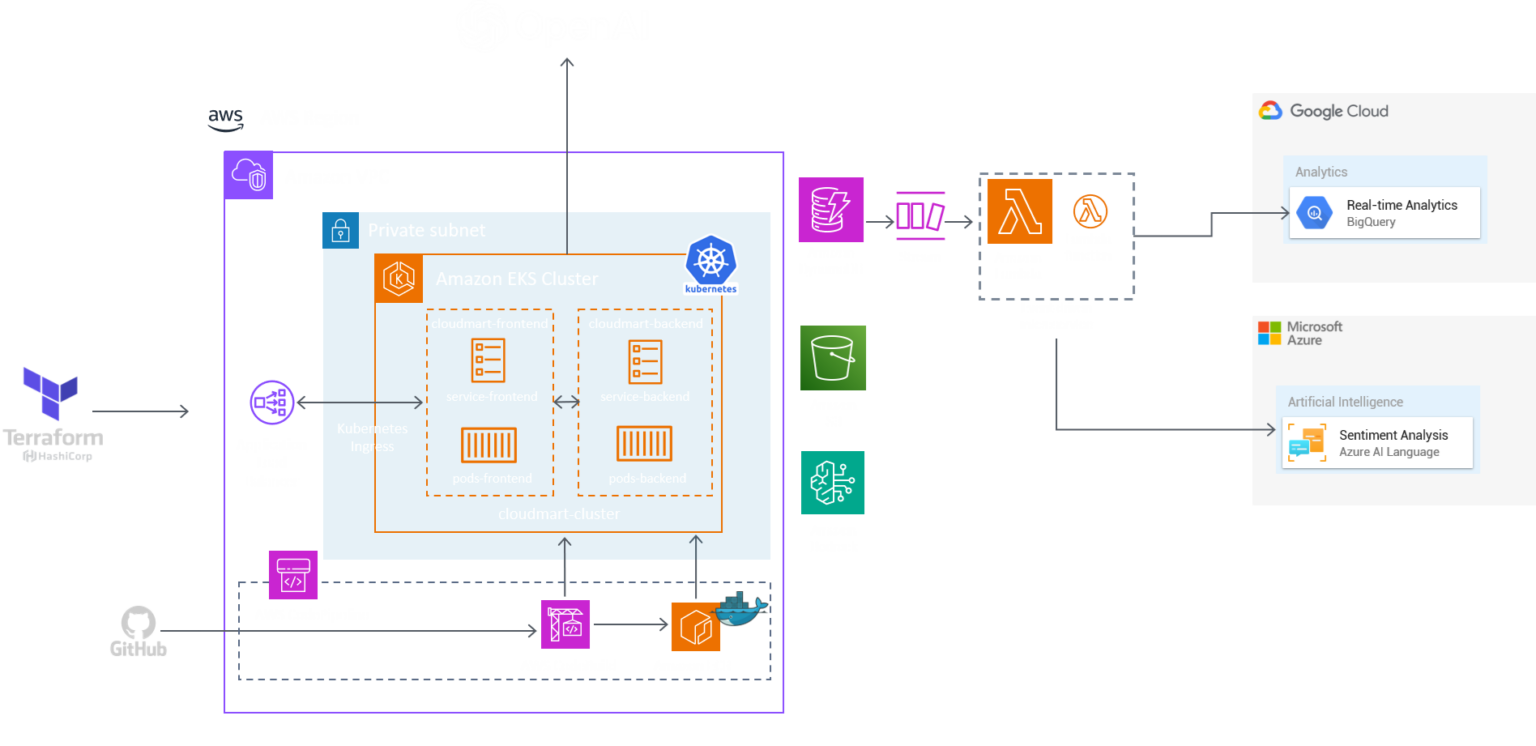 aws
Google Cloud
Analytics
Real-time Analytics
BigQuery
Private subnet
Amazon EKS Cluster
kubernetes
cloudmart-frontend
cloudmart-backend
Microsoft
Azure
service-frontend
service-backend
Artificial Intelligence
Sentiment Analysis
Azure AI Language
Terraform
HashiCorp
Kubernetes
Ingress
pods-frontend
pods-backend
cloudmart-cluster
GitHub